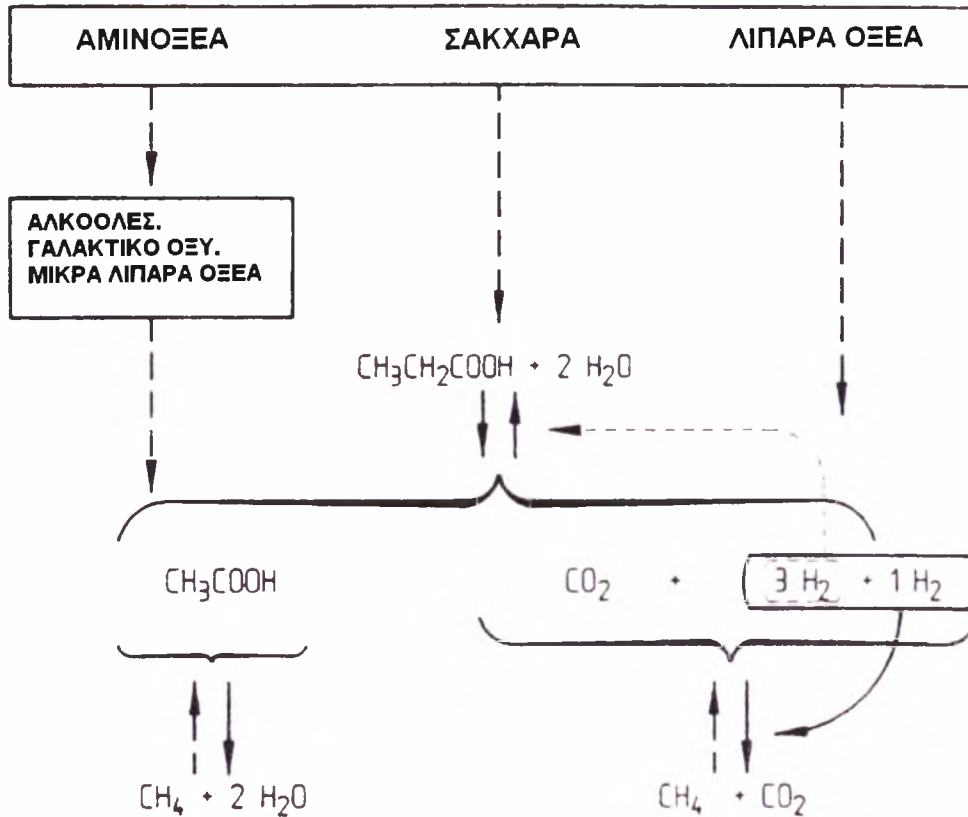 ΑΜΙΝΟΞΕΑ ΣΑΚΧΑΡΑ ΛΙΠΑΡΑ ΟΞΕΑ
ΑΛΚΟΟΛΕΣ.
ΓΑΛΑΚΤΙΚΟ ΟΞΥ.
ΜΙΚΡΑ ΛΙΠΑΡΑ ΟΞΕΑ
CH₃CH₂COOH + 2 H₂O
CH₃COOH CO₂ + 3 H₂ + 1 H₂
CH₄ + 2 H₂O CH₄ + CO₂